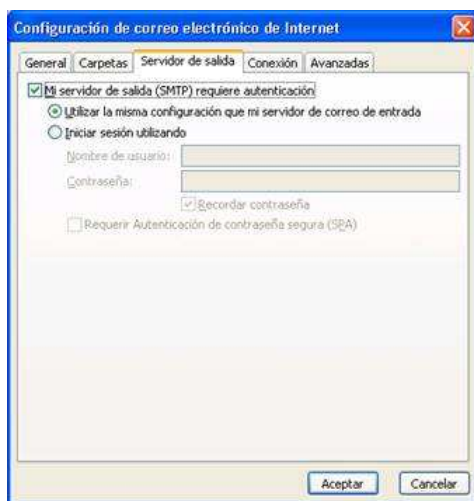 Configuración de correo electrónico de Internet
General Carpetas Servidor de salida Conexión Avanzadas
Mi servidor de salida (SMTP) requiere autenticación
Utilizar la misma configuración que mi servidor de correo de entrada
Iniciar sesión utilizando
Nombre de usuario:
Contraseña:
Recordar contraseña
Requerir Autenticación de contraseña segura (SPA)
Aceptar Cancelar